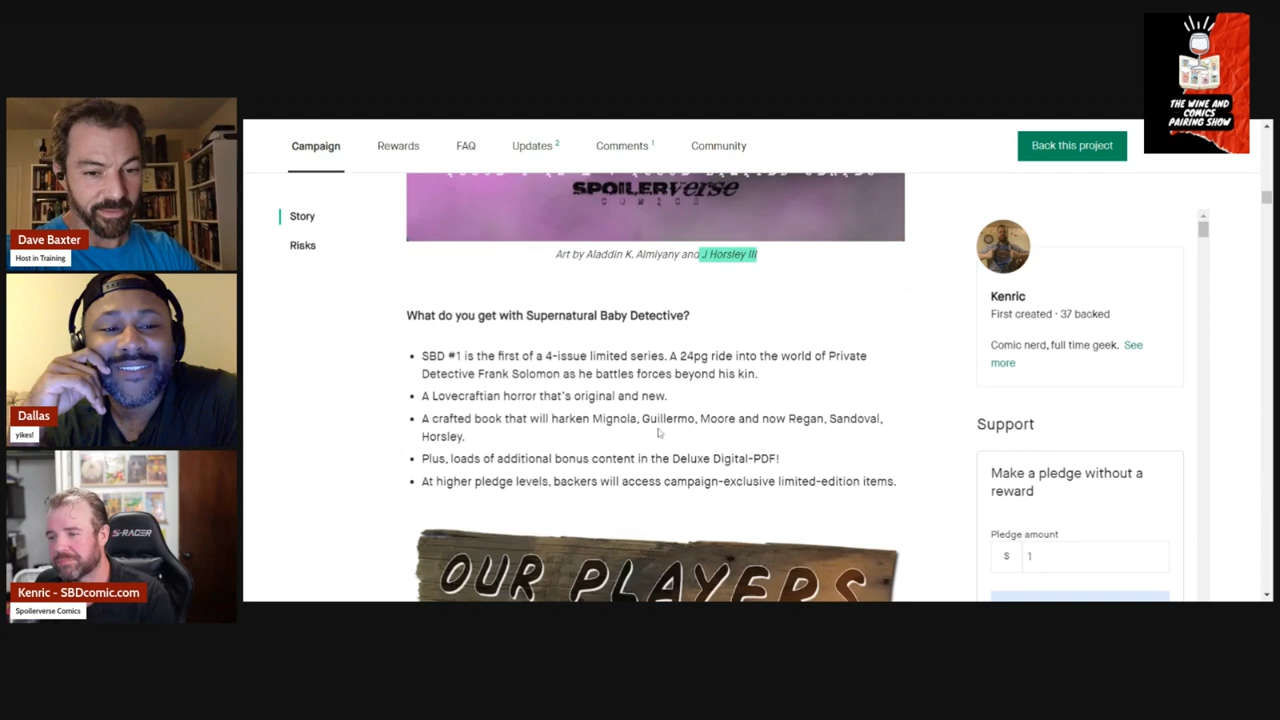 THE WINE AND
COMICS
PAIRING SHOW
Dave Baxter
Host in Training
Dallas
yikes!
S-RACER
Kenric - SBDcomic.com
Spoilerverse Comics
Campaign
Rewards
FAQ
Updates 2
Comments 1
Community
Back this project
Story
Risks
SPOILERverse
COMICS
Art by Aladdin K. Almiyany and J Horsley III
What do you get with Supernatural Baby Detective?
• SBD #1 is the first of a 4-issue limited series. A 24pg ride into the world of Private
Detective Frank Solomon as he battles forces beyond his kin.
• A Lovecraftian horror that's original and new.
• A crafted book that will harken Mignola, Guillermo, Moore and now Regan, Sandoval,
Horsley.
• Plus, loads of additional bonus content in the Deluxe Digital-PDF!
• At higher pledge levels, backers will access campaign-exclusive limited-edition items.
OUR PLAYERS
Kenric
First created · 37 backed
Comic nerd, full time geek. See
more
Support
Make a pledge without a
reward
Pledge amount
$ 1